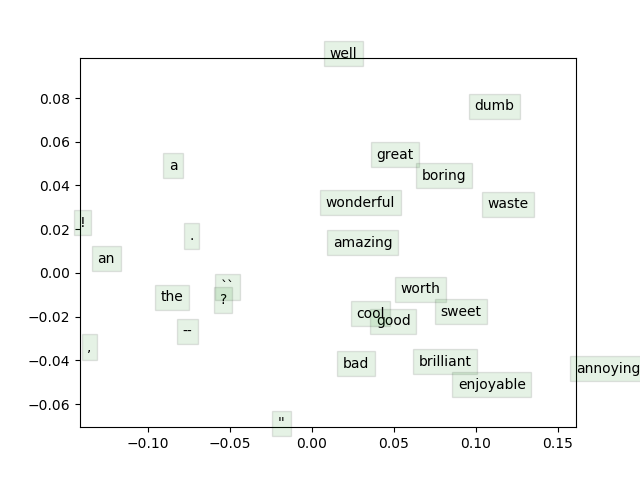 well
0.08
dumb
0.06
great
a
boring
0.04
wonderful
waste
!
0.02
.
amazing
an
0.00
``
worth
the
?
cool
sweet
−0.02
good
--
,
bad
brilliant
annoying
−0.04
enjoyable
−0.06
"
−0.10
−0.05
0.00
0.05
0.10
0.15